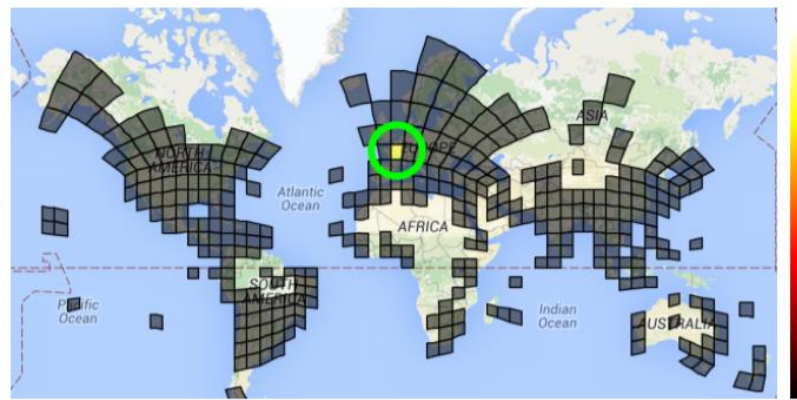 NORTH
AMERICA
EUROPE
ASIA
Atlantic
Ocean
AFRICA
SOUTH
AMERICA
Pacific
Ocean
Indian
Ocean
AUSTRALIA